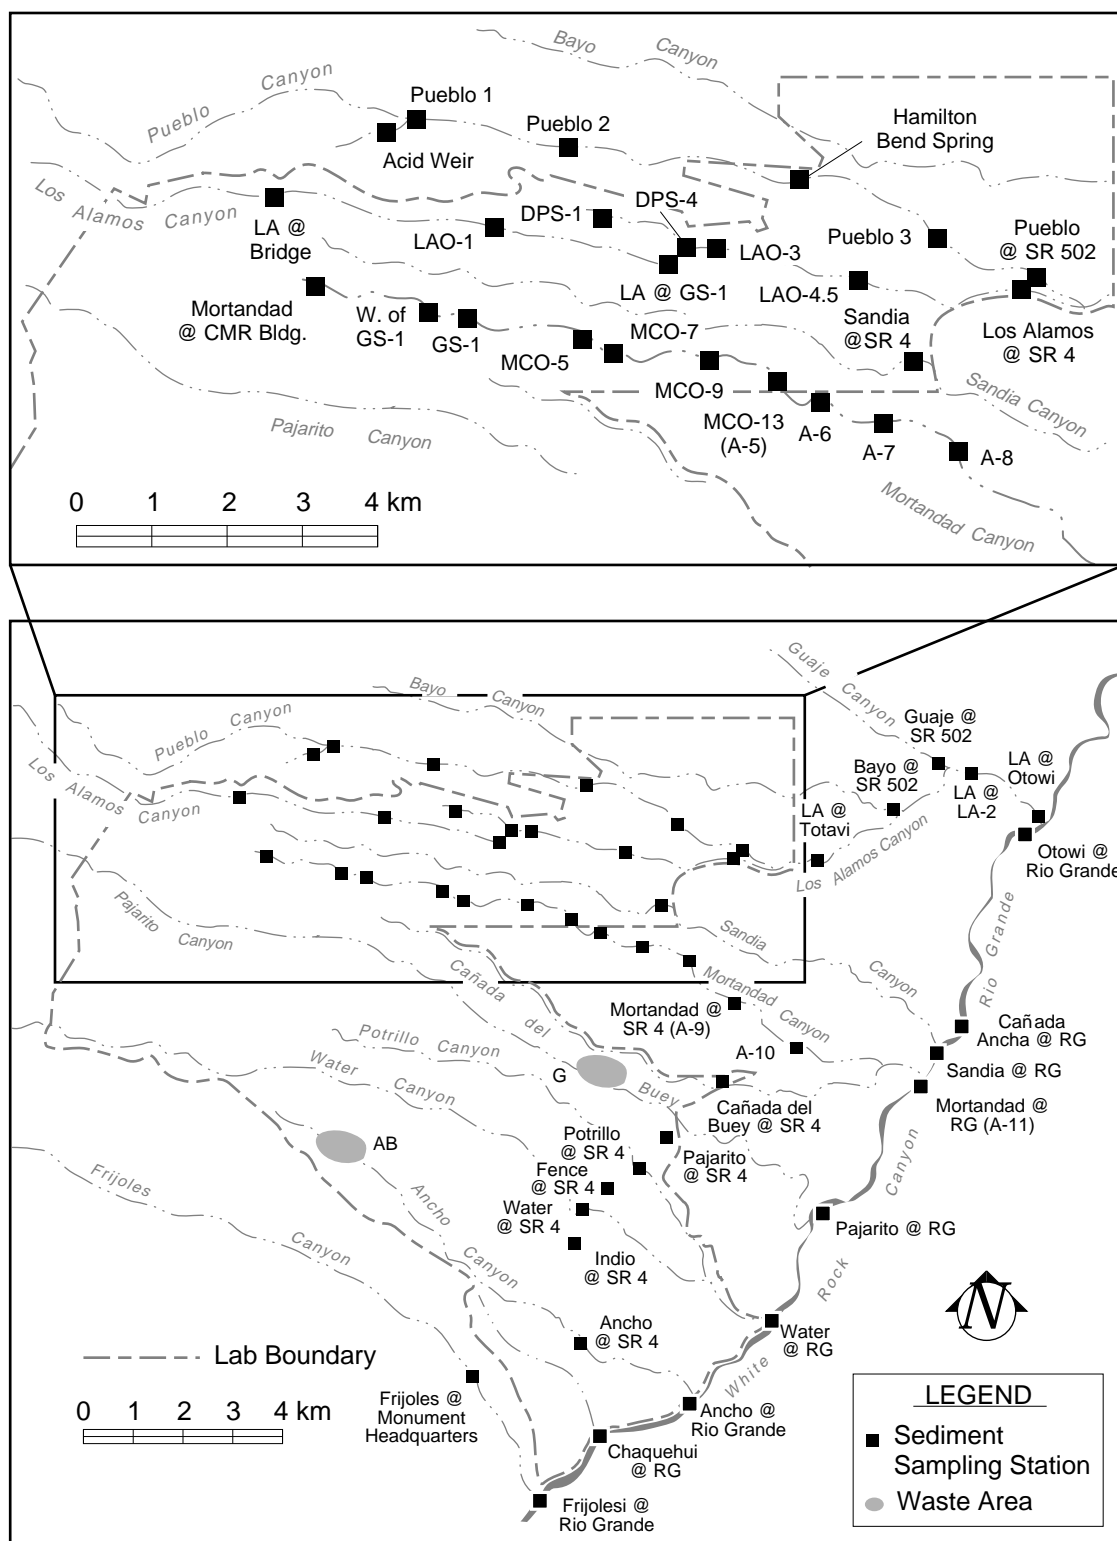 Bayo Canyon
Pueblo Canyon
Pueblo 1
Acid Weir
Pueblo 2
Hamilton
Bend Spring
Los Alamos Canyon
LA @
Bridge
LAO-1
DPS-1
DPS-4
LAO-3
LA @ GS-1
Pueblo 3
LAO-4.5
Pueblo
@ SR 502
Los Alamos
@ SR 4
Sandia
@SR 4
Mortandad
@ CMR Bldg.
W. of
GS-1
GS-1
MCO-5
MCO-7
MCO-9
MCO-13
(A-5)
A-6
A-7
A-8
Sandia Canyon
Pajarito Canyon
Mortandad Canyon
0 1 2 3 4 km
Guaje Canyon
Bayo Canyon
Pueblo Canyon
Los Alamos Canyon
Guaje @
SR 502
Bayo @
SR 502
LA @
Otowi
LA @
LA-2
LA @
Totavi
Los Alamos Canyon
Otowi @
Rio Grande
Rio Grande
Pajarito Canyon
Sandia Canyon
Cañada del Buey
Mortandad Canyon
Mortandad @
SR 4 (A-9)
A-10
Cañada
Ancha @ RG
Sandia @ RG
Mortandad @
RG (A-11)
Potrillo Canyon
Water Canyon
G
Cañada del
Buey @ SR 4
AB
Potrillo
@ SR 4
Pajarito
@ SR 4
Fence
@ SR 4
Water
@ SR 4
Indio
@ SR 4
Frijoles Canyon
Ancho Canyon
Pajarito @ RG
White Rock Canyon
Ancho
@ SR 4
Water
@ RG
N
Lab Boundary
0 1 2 3 4 km
Frijoles @
Monument
Headquarters
Ancho @
Rio Grande
Chaquehui
@ RG
Frijolesi @
Rio Grande
LEGEND
Sediment
Sampling Station
Waste Area